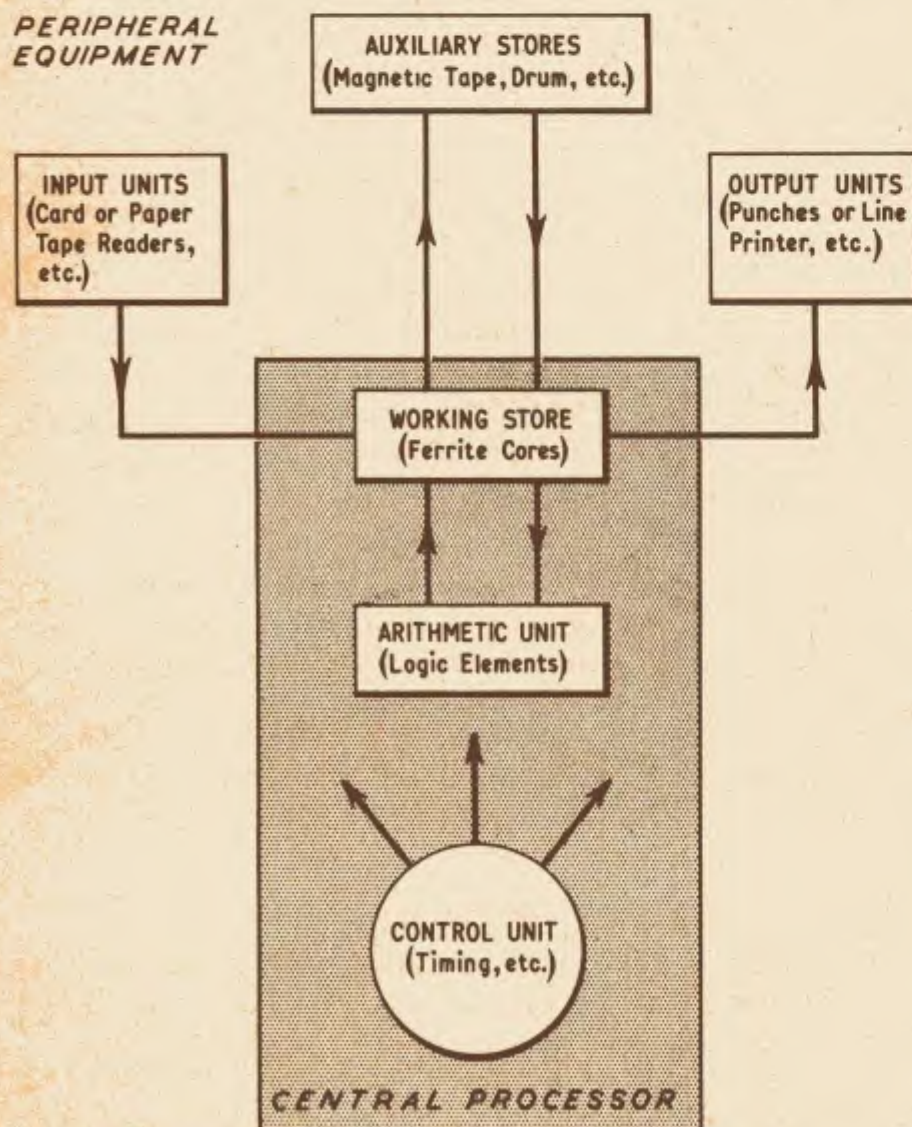 PERIPHERAL
EQUIPMENT
AUXILIARY STORES
(Magnetic Tape, Drum, etc.)
INPUT UNITS
(Card or Paper
Tape Readers,
etc.)
OUTPUT UNITS
(Punches or Line
Printer, etc.)
WORKING STORE
(Ferrite Cores)
ARITHMETIC UNIT
(Logic Elements)
CONTROL UNIT
(Timing, etc.)
CENTRAL PROCESSOR